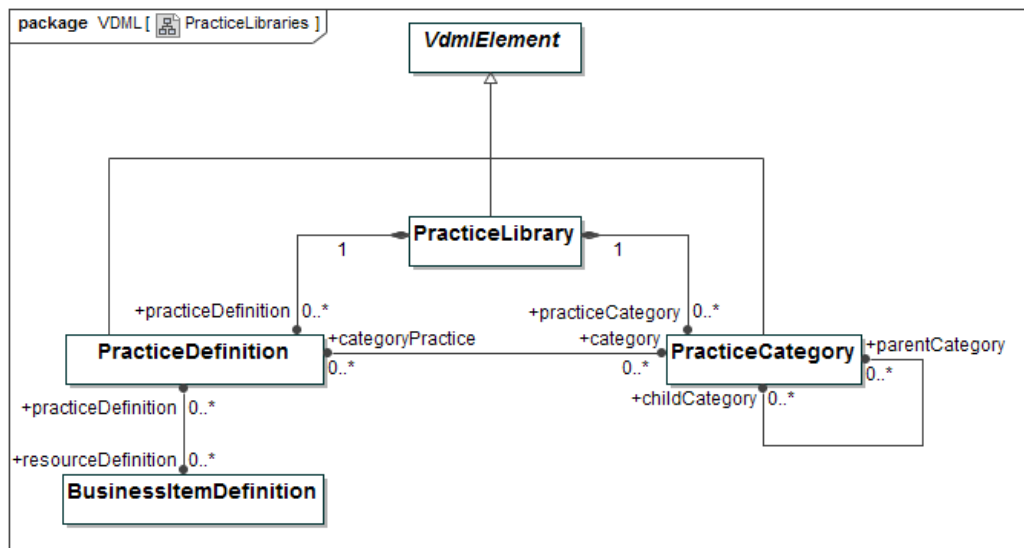 package VDML [ PracticeLibraries ]
VdmlElement
PracticeLibrary
1
1
+practiceDefinition 0..*
+practiceCategory 0..*
PracticeDefinition
+categoryPractice
0..*
+category
0..*
PracticeCategory
+parentCategory
0..*
+childCategory 0..*
+practiceDefinition 0..*
+resourceDefinition 0..*
BusinessItemDefinition